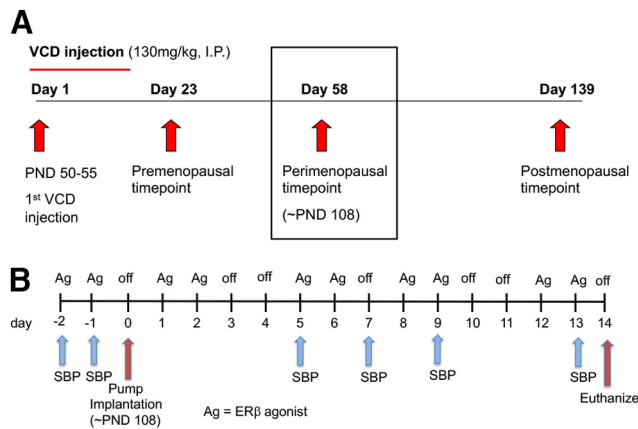 A
VCD injection (130mg/kg, I.P.)
Day 1 Day 23 Day 58 Day 139
PND 50-55 Premenopausal Perimenopausal Postmenopausal
1st VCD timepoint timepoint timepoint
injection (~PND 108)
B
Ag Ag off Ag Ag off off Ag Ag off Ag Ag off off Ag Ag off
day -2 -1 0 1 2 3 4 5 6 7 8 9 10 11 12 13 14
SBP SBP SBP SBP SBP SBP
Pump Euthanize
Implantation
(~PND 108) Ag = ERβ agonist